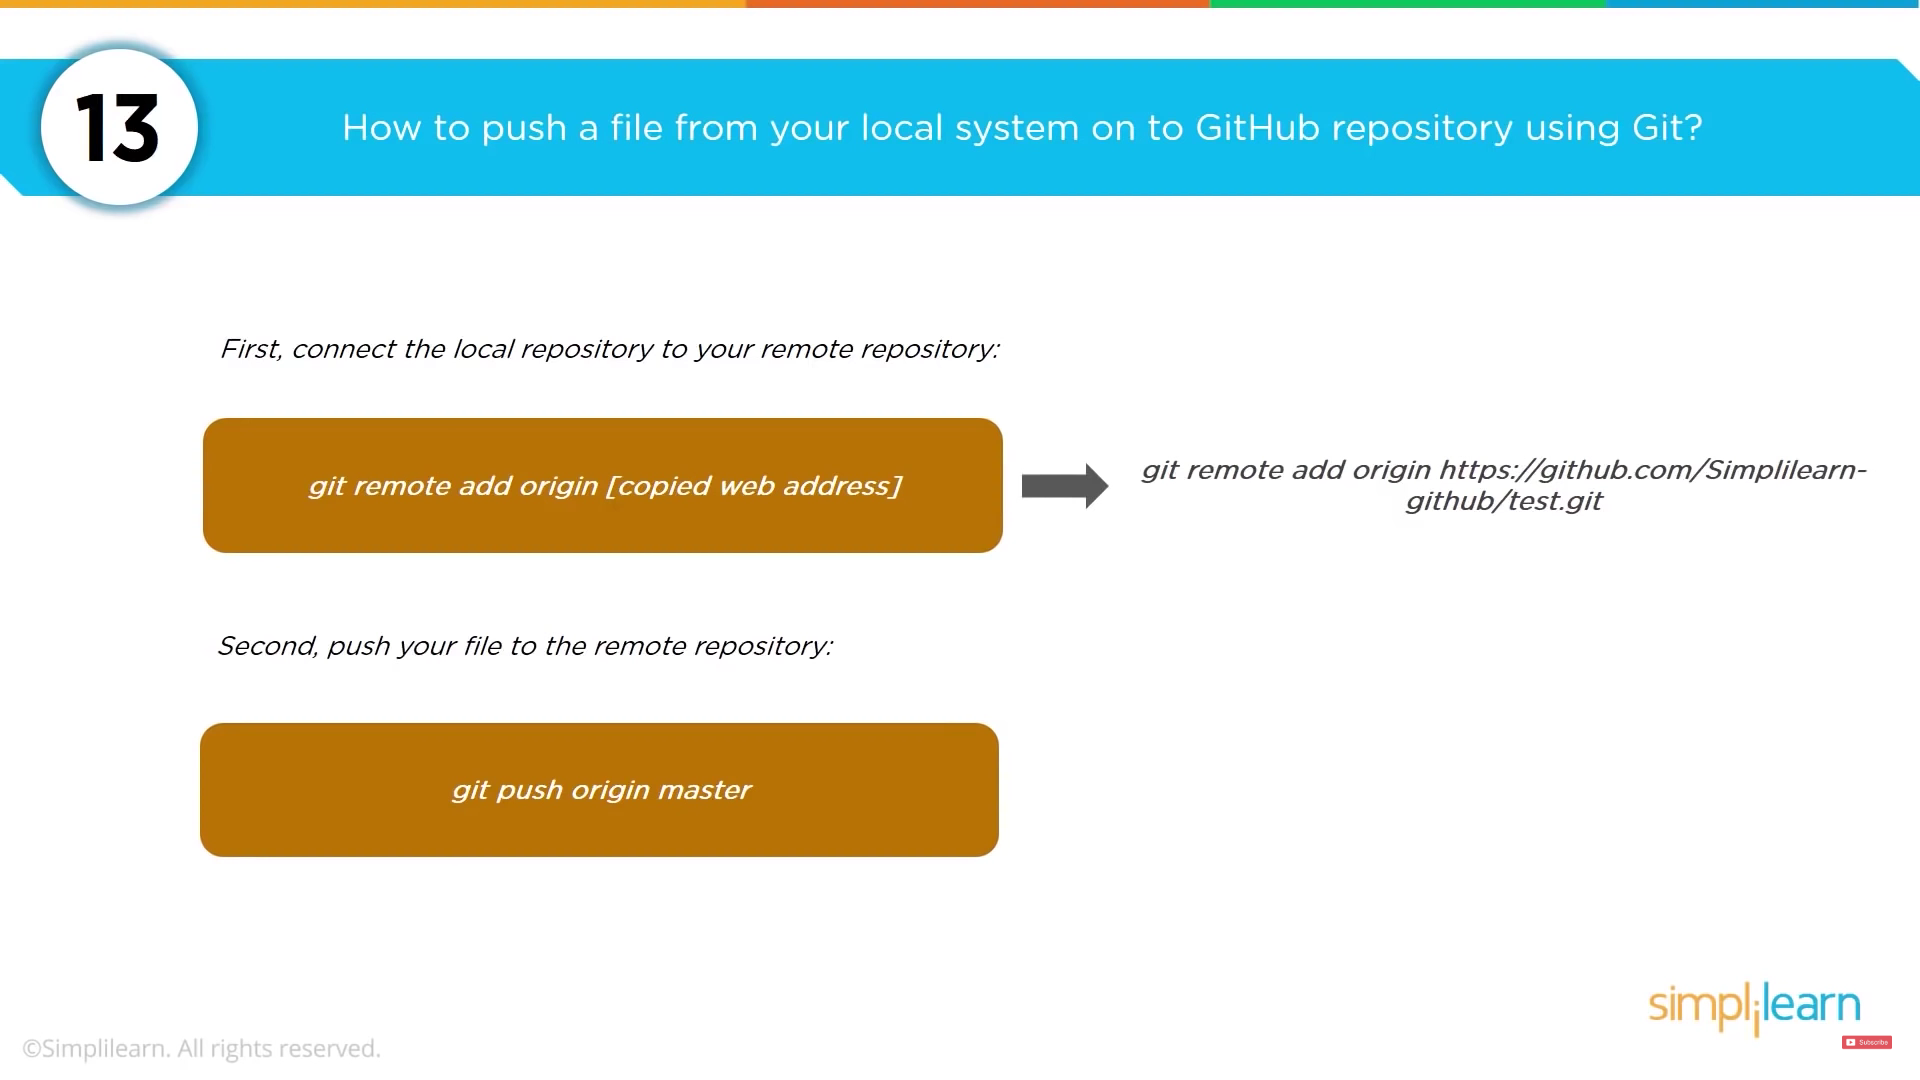 13
How to push a file from your local system on to GitHub repository using Git?
First, connect the local repository to your remote repository:
git remote add origin [copied web address]
git remote add origin https://github.com/Simplilearn-
github/test.git
Second, push your file to the remote repository:
git push origin master
simplilearn
Subscribe
©Simplilearn. All rights reserved.